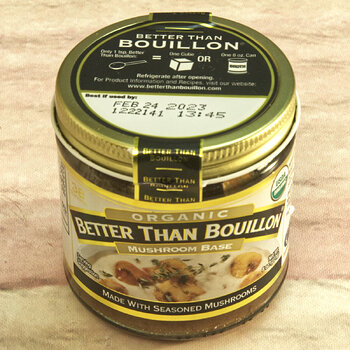 BETTER THAN
BOUILLON
Only 1 tsp. Better
Than Bouillon:
=
One Cube
OR
One 8 oz. Can
BROTH
Refrigerate after opening.
For Product Information and Recipes, visit our website:
www.betterthanbouillon.com
Best if used by:
FEB 24 2023
1222141 13:45
BETTER THAN
BOUILLON
BETTER THAN
BOUILLON
ORGANIC
BETTER THAN BOUILLON
MUSHROOM BASE
USDA
MADE WITH SEASONED MUSHROOMS